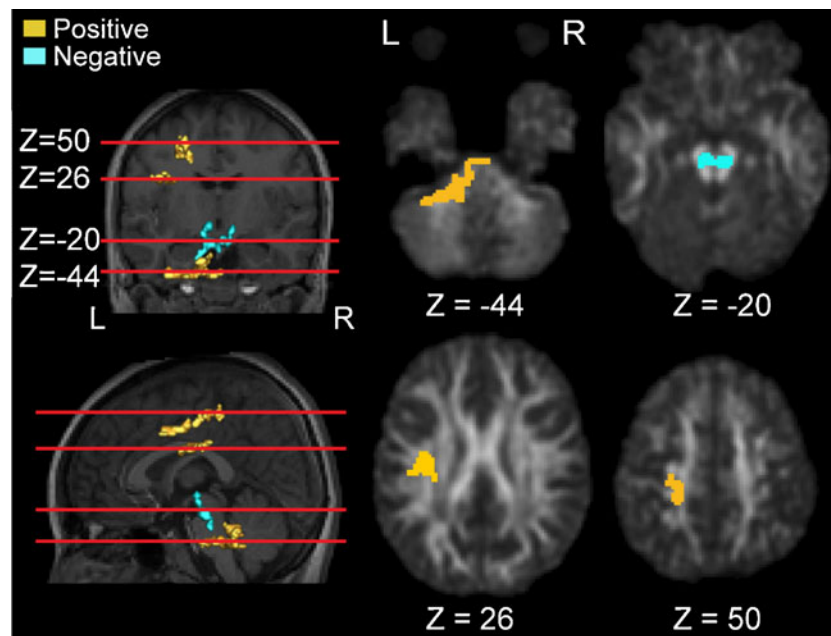 Positive
Negative
L R
Z=50
Z=26
Z=-20
Z=-44
L R
Z = -44
Z = -20
Z = 26
Z = 50